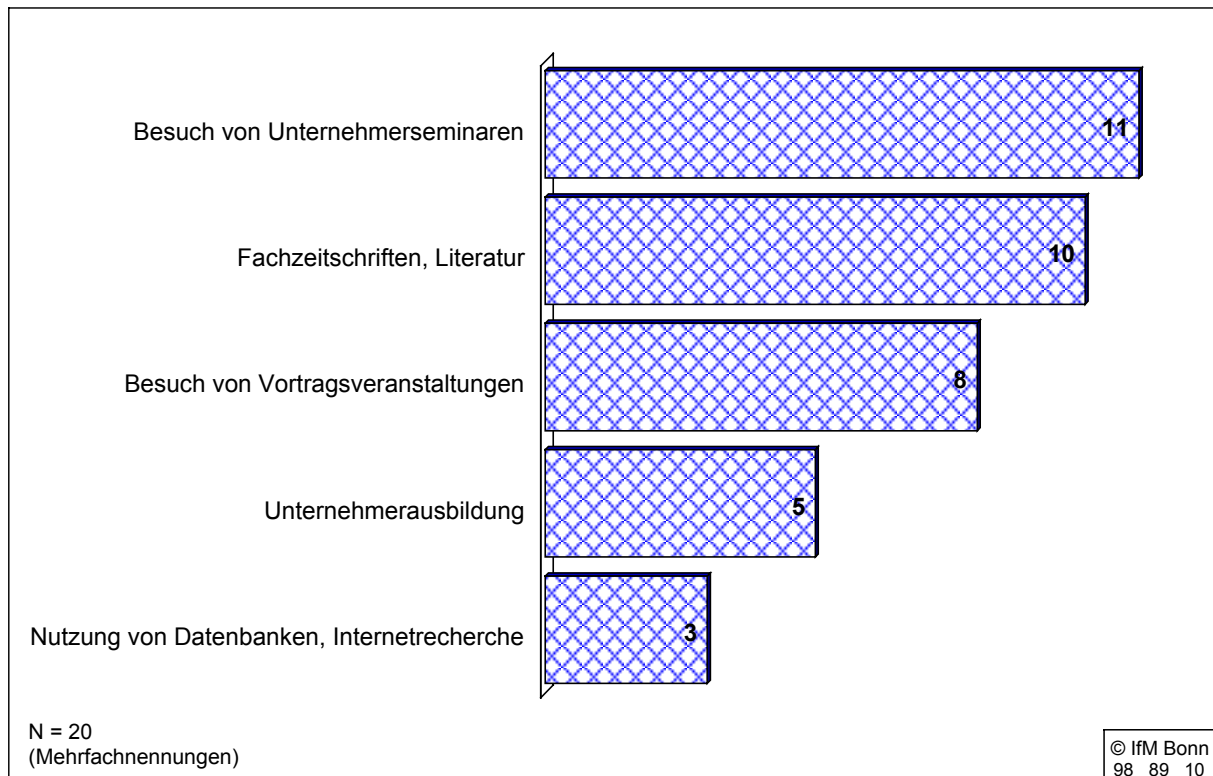 Besuch von Unternehmerseminaren
11
Fachzeitschriften, Literatur
10
Besuch von Vortragsveranstaltungen
8
Unternehmerausbildung
5
Nutzung von Datenbanken, Internetrecherche
3
N = 20
(Mehrfachnennungen)
© IfM Bonn
98 89 10